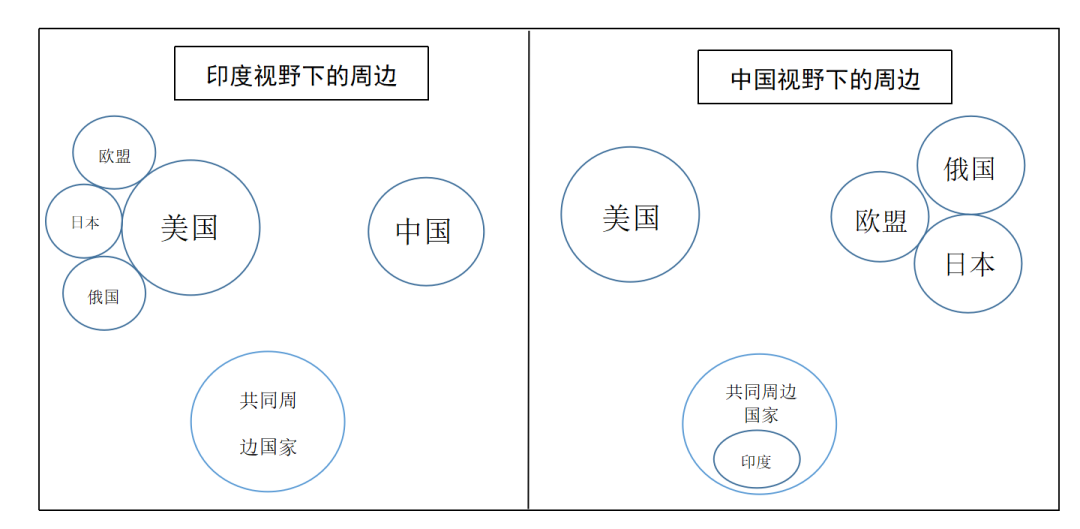 印度视野下的周边
欧盟
日本
美国
俄国
中国
共同周
边国家
中国视野下的周边
美国
俄国
欧盟
日本
共同周边
国家
印度